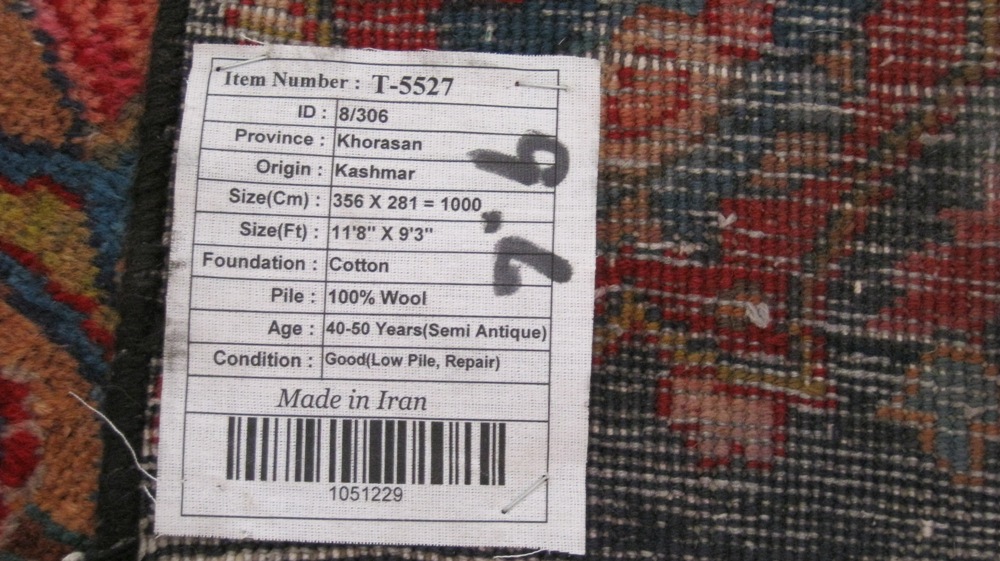 Item Number : T-5527
ID : 8/306
Province : Khorasan
Origin : Kashmar
Size(Cm) : 356 X 281 = 1000
Size(Ft) : 11'8" X 9'3"
Foundation : Cotton
Pile : 100% Wool
Age : 40-50 Years(Semi Antique)
Condition : Good(Low Pile, Repair)
Made in Iran
1051229